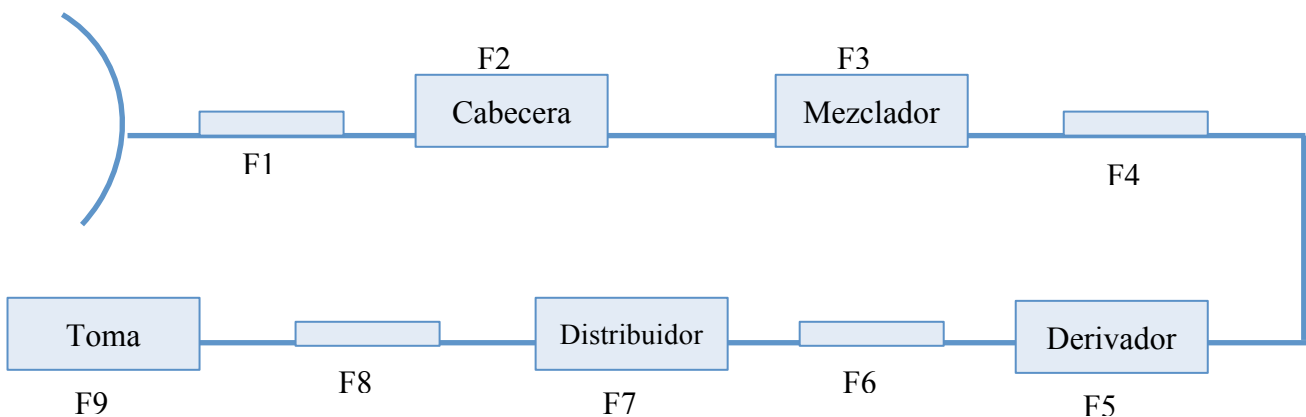 F2
F3
Cabecera
Mezclador
F1
F4
Toma
Distribuidor
Derivador
F9
F8
F7
F6
F5